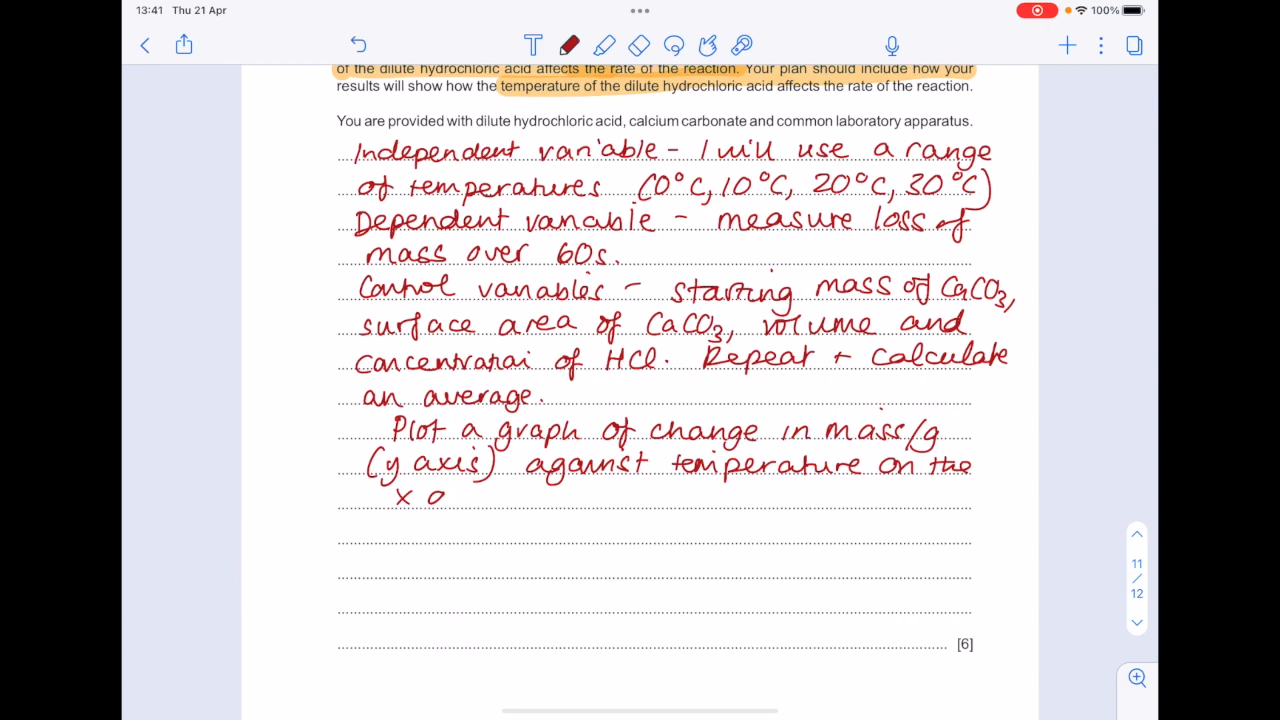 13:41 Thu 21 Apr
100%
of the dilute hydrochloric acid affects the rate of the reaction. Your plan should include how your
results will show how the temperature of the dilute hydrochloric acid affects the rate of the reaction.
You are provided with dilute hydrochloric acid, calcium carbonate and common laboratory apparatus.
Independent variable - I will use a range
of temperatures (0°C, 10°C, 20°C, 30°C)
Dependent variable - measure loss of
mass over 60s.
Control variables - starting mass of CaCO3,
surface area of CaCO3, volume and
concentration of HCl. Repeat + calculate
an average.
Plot a graph of change in mass/g
(y axis) against temperature on the
x a
[6]
11
/
12